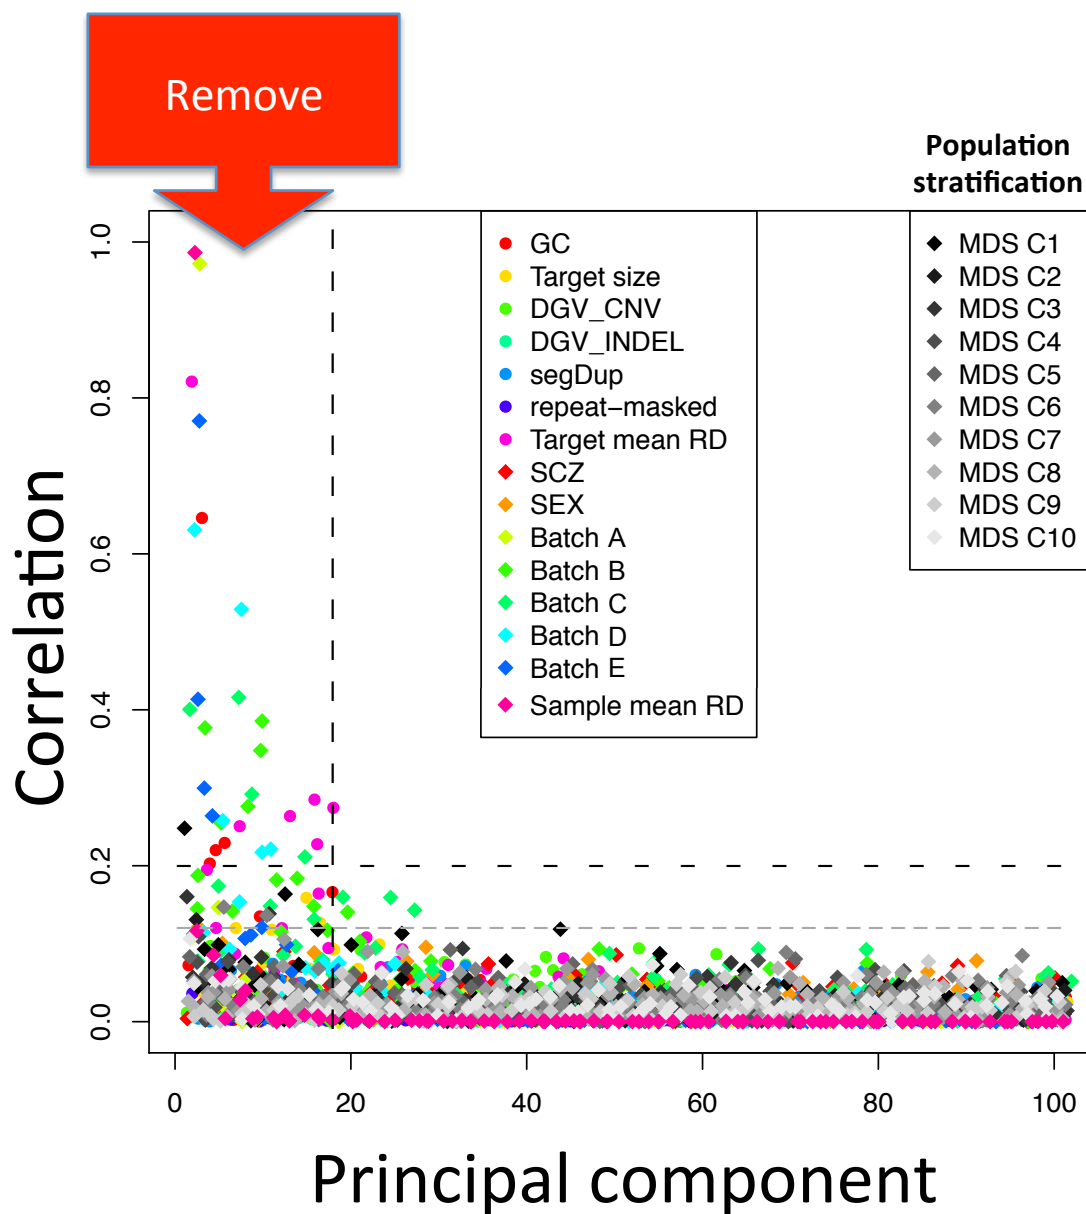 Remove
Population
stratification
GC
Target size
DGV_CNV
DGV_INDEL
segDup
repeat−masked
Target mean RD
SCZ
SEX
Batch A
Batch B
Batch C
Batch D
Batch E
Sample mean RD
MDS C1
MDS C2
MDS C3
MDS C4
MDS C5
MDS C6
MDS C7
MDS C8
MDS C9
MDS C10
Correlation
1.0
0.8
0.6
0.4
0.2
0.0
0 20 40 60 80 100
Principal component